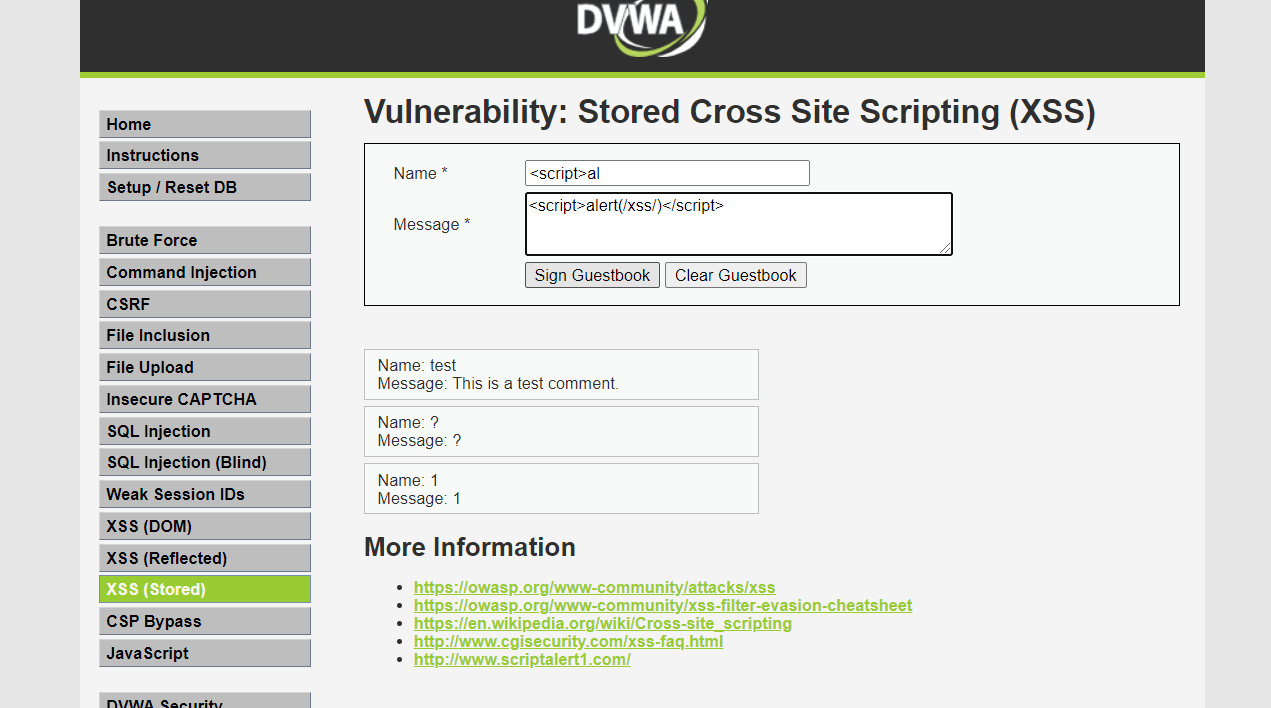 DVWA
Home
Instructions
Setup / Reset DB
Brute Force
Command Injection
CSRF
File Inclusion
File Upload
Insecure CAPTCHA
SQL Injection
SQL Injection (Blind)
Weak Session IDs
XSS (DOM)
XSS (Reflected)
XSS (Stored)
CSP Bypass
JavaScript
DVWA Security
Vulnerability: Stored Cross Site Scripting (XSS)
Name * <script>al
Message * <script>alert(/xss/)</script>
Sign Guestbook Clear Guestbook
Name: test
Message: This is a test comment.
Name: ?
Message: ?
Name: 1
Message: 1
More Information
https://owasp.org/www-community/attacks/xss
https://owasp.org/www-community/xss-filter-evasion-cheatsheet
https://en.wikipedia.org/wiki/Cross-site_scripting
http://www.cgisecurity.com/xss-faq.html
http://www.scriptalert1.com/